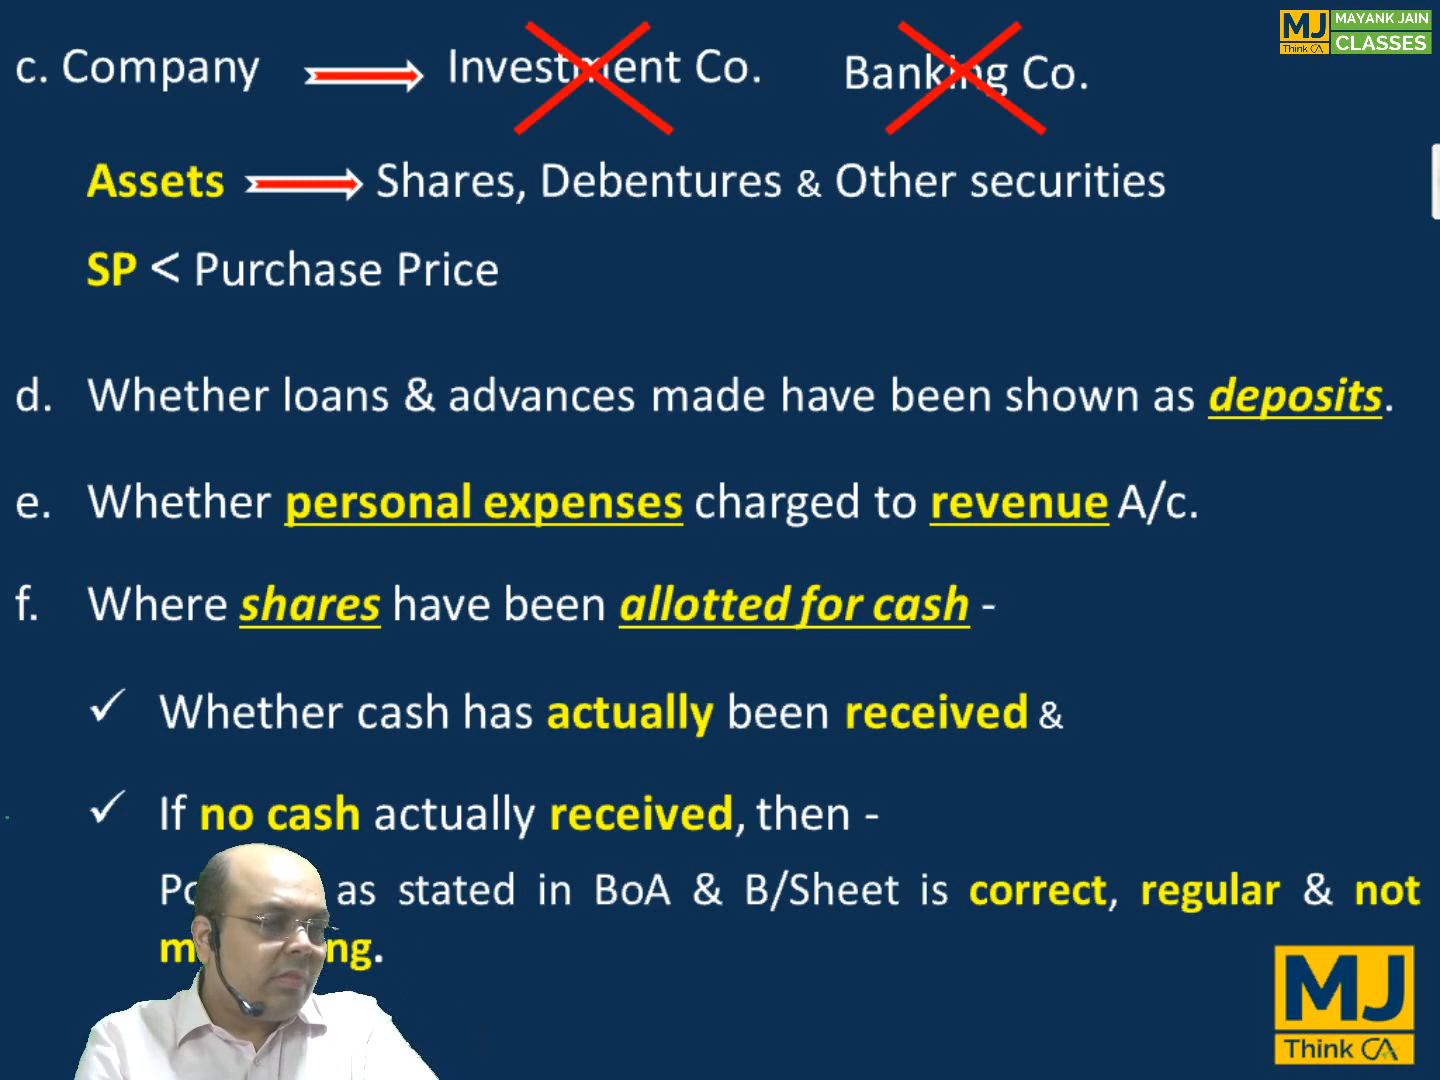 MJ
Think CA
MAYANK JAIN
CLASSES
c. Company Investment Co. Banking Co.
Assets Shares, Debentures & Other securities
SP < Purchase Price
d. Whether loans & advances made have been shown as deposits.
e. Whether personal expenses charged to revenue A/c.
f. Where shares have been allotted for cash -
✓ Whether cash has actually been received &
✓ If no cash actually received, then -
as stated in BoA & B/Sheet is correct, regular & not
MJ
Think CA